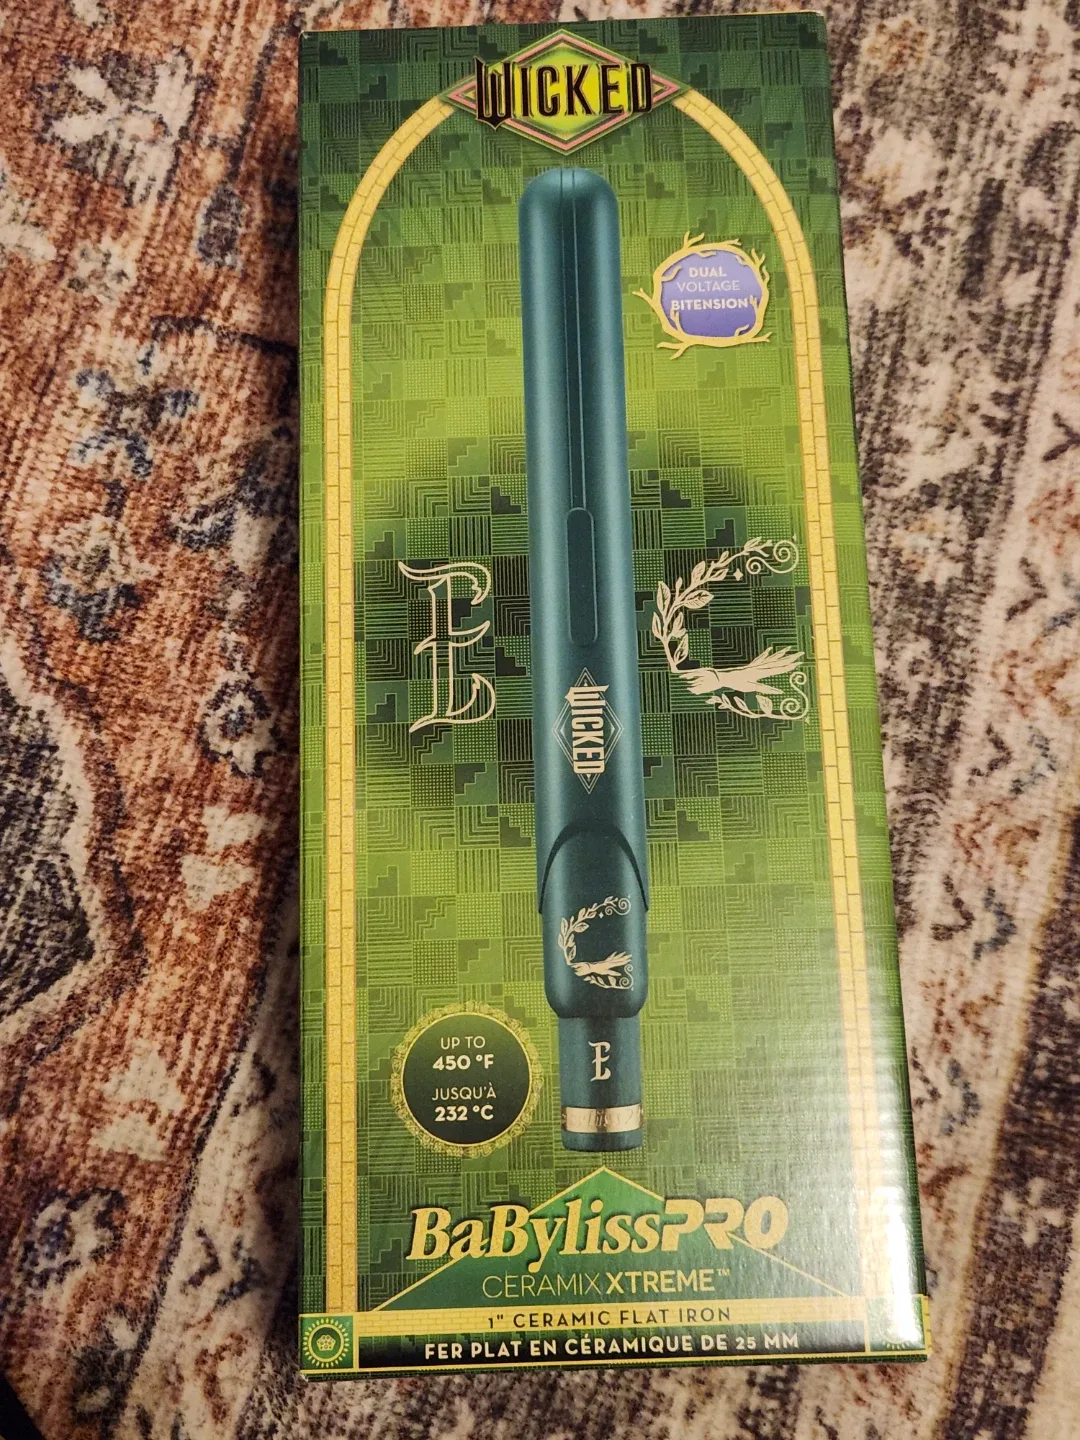 WICKED
DUAL
VOLTAGE
BITENSION
E
WICKED
E
UP TO
450 °F
JUSQU'À
232 °C
BaBylissPRO
CERAMIX XTREME™
1" CERAMIC FLAT IRON
FER PLAT EN CÉRAMIQUE DE 25 MM